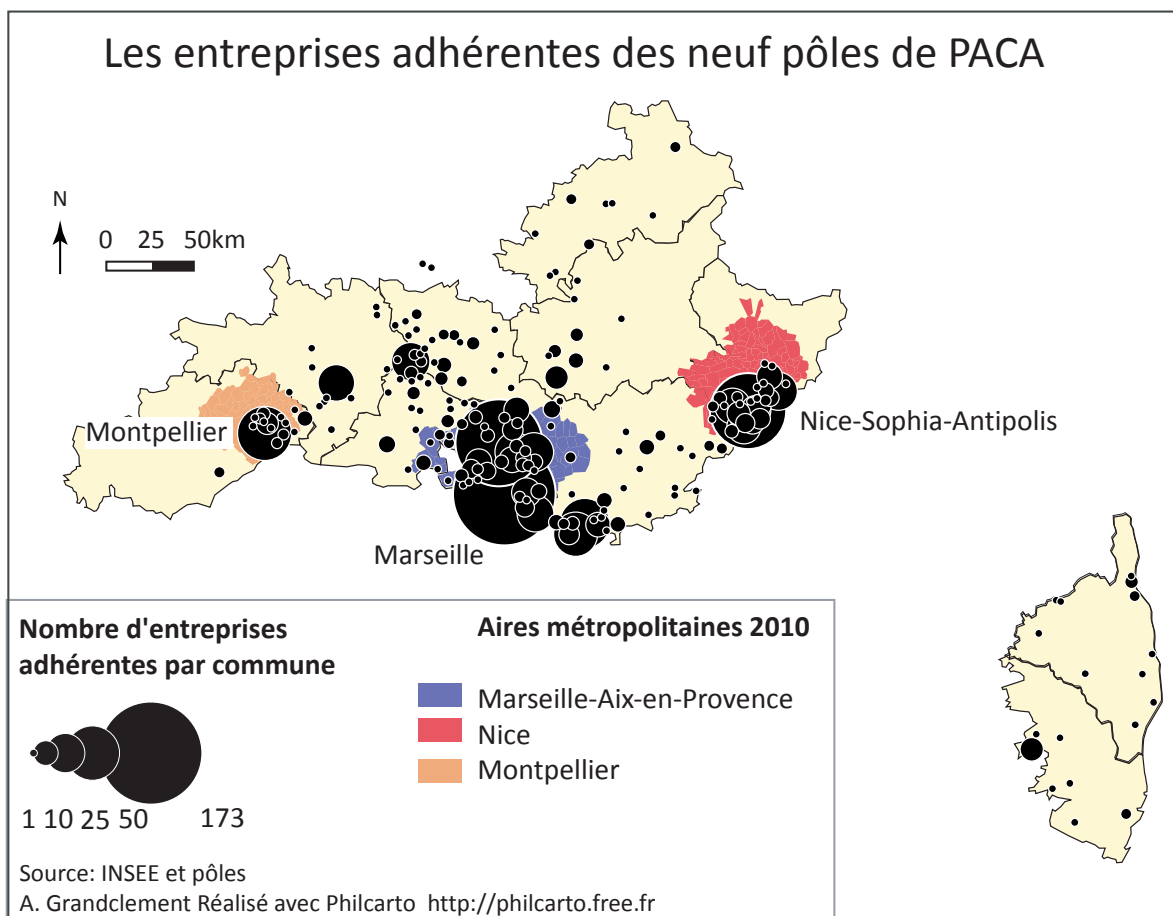 Les entreprises adhérentes des neuf pôles de PACA
N
0 25 50km
Montpellier
Nice-Sophia-Antipolis
Marseille
Nombre d'entreprises
adhérentes par commune
1 10 25 50 173
Aires métropolitaines 2010
Marseille-Aix-en-Provence
Nice
Montpellier
Source: INSEE et pôles
A. Grandclement Réalisé avec Philcarto http://philcarto.free.fr